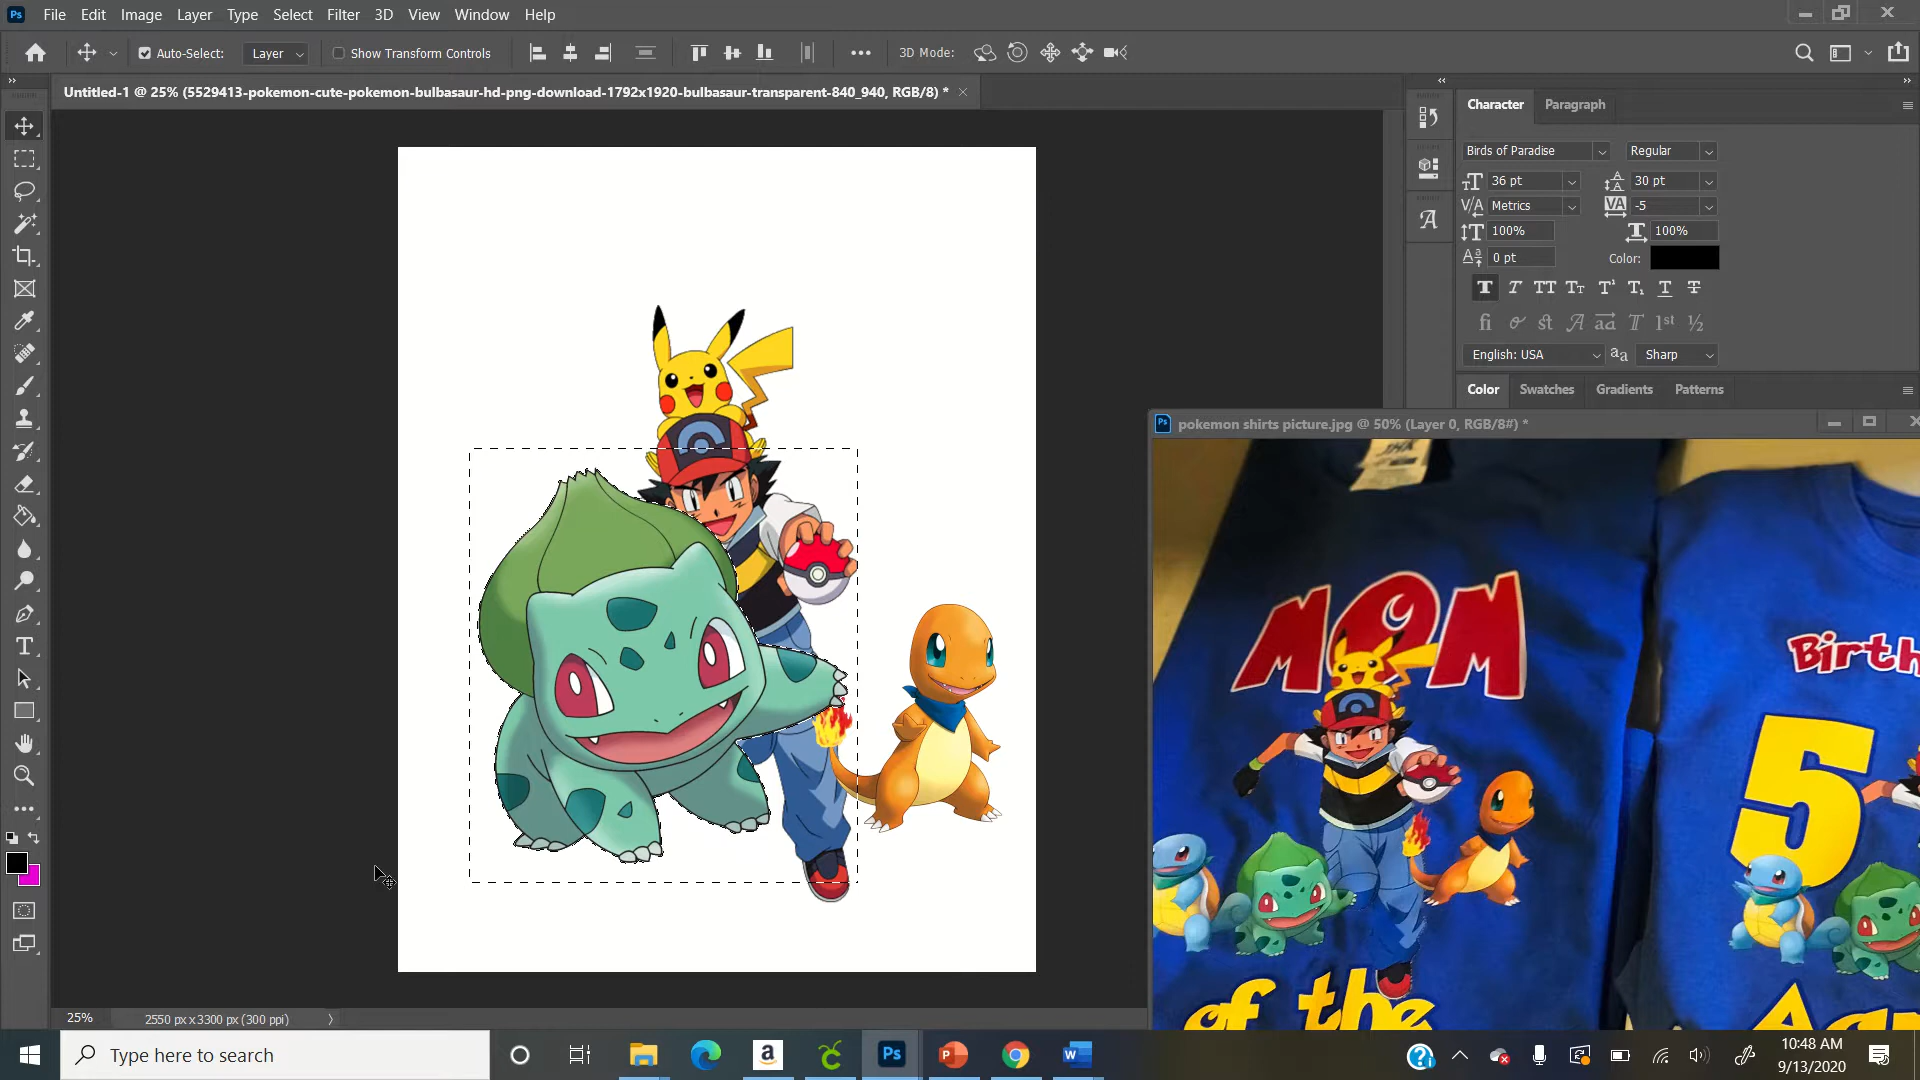 Ps File Edit Image Layer Type Select Filter 3D View Window Help
Auto-Select: Layer Show Transform Controls 3D Mode:
Untitled-1 @ 25% (5529413-pokemon-cute-pokemon-bulbasaur-hd-png-download-1792x1920-bulbasaur-transparent-840_940, RGB/8) *
Character Paragraph
Birds of Paradise Regular
36 pt 30 pt
Metrics -5
100% 100%
0 pt Color:
English: USA Sharp
Color Swatches Gradients Patterns
Ps pokemon shirts picture.jpg @ 50% (Layer 0, RGB/8#) *
MOM
Birth
5
of the
25% 2550 px x 3300 px (300 ppi)
Type here to search
10:48 AM
9/13/2020